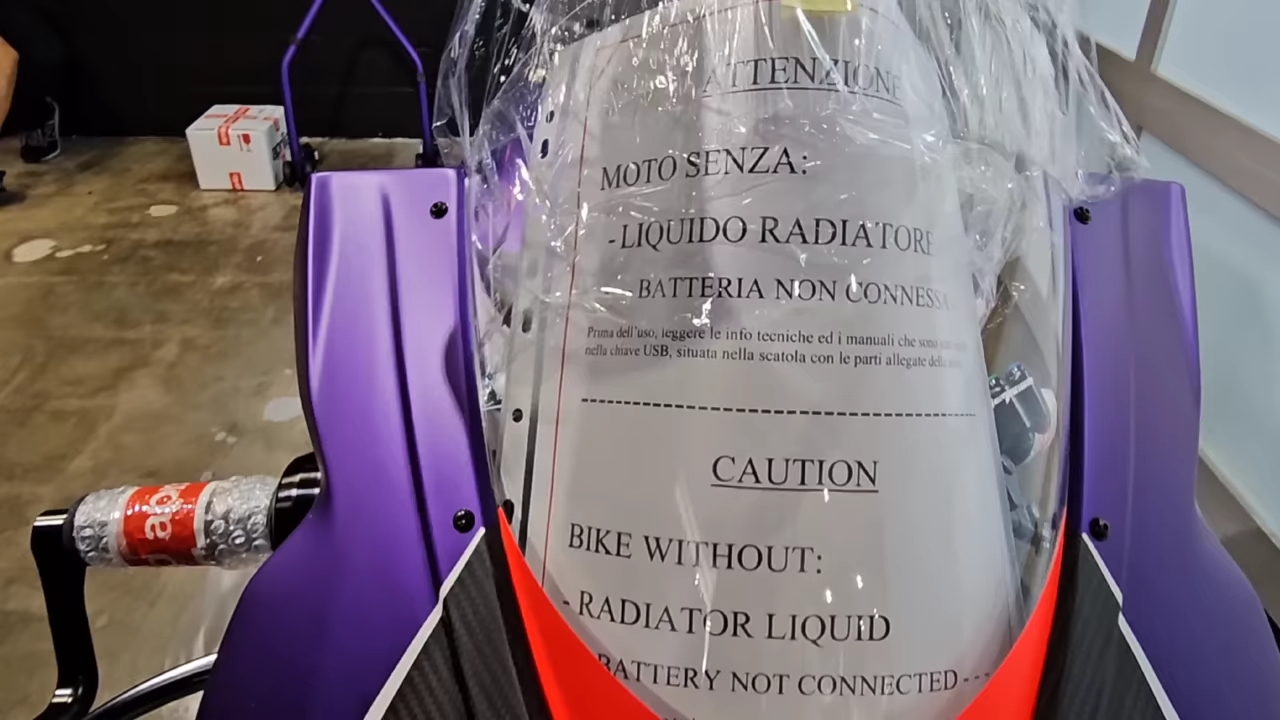 ATTENZIONE
MOTO SENZA:
-LIQUIDO RADIATORE
- BATTERIA NON CONNESSA
Prima dell'uso, leggere le info tecniche ed i manuali che sono
nella chiave USB, situata nella scatola con le parti allegate della
CAUTION
BIKE WITHOUT:
- RADIATOR LIQUID
BATTERY NOT CONNECTED ---